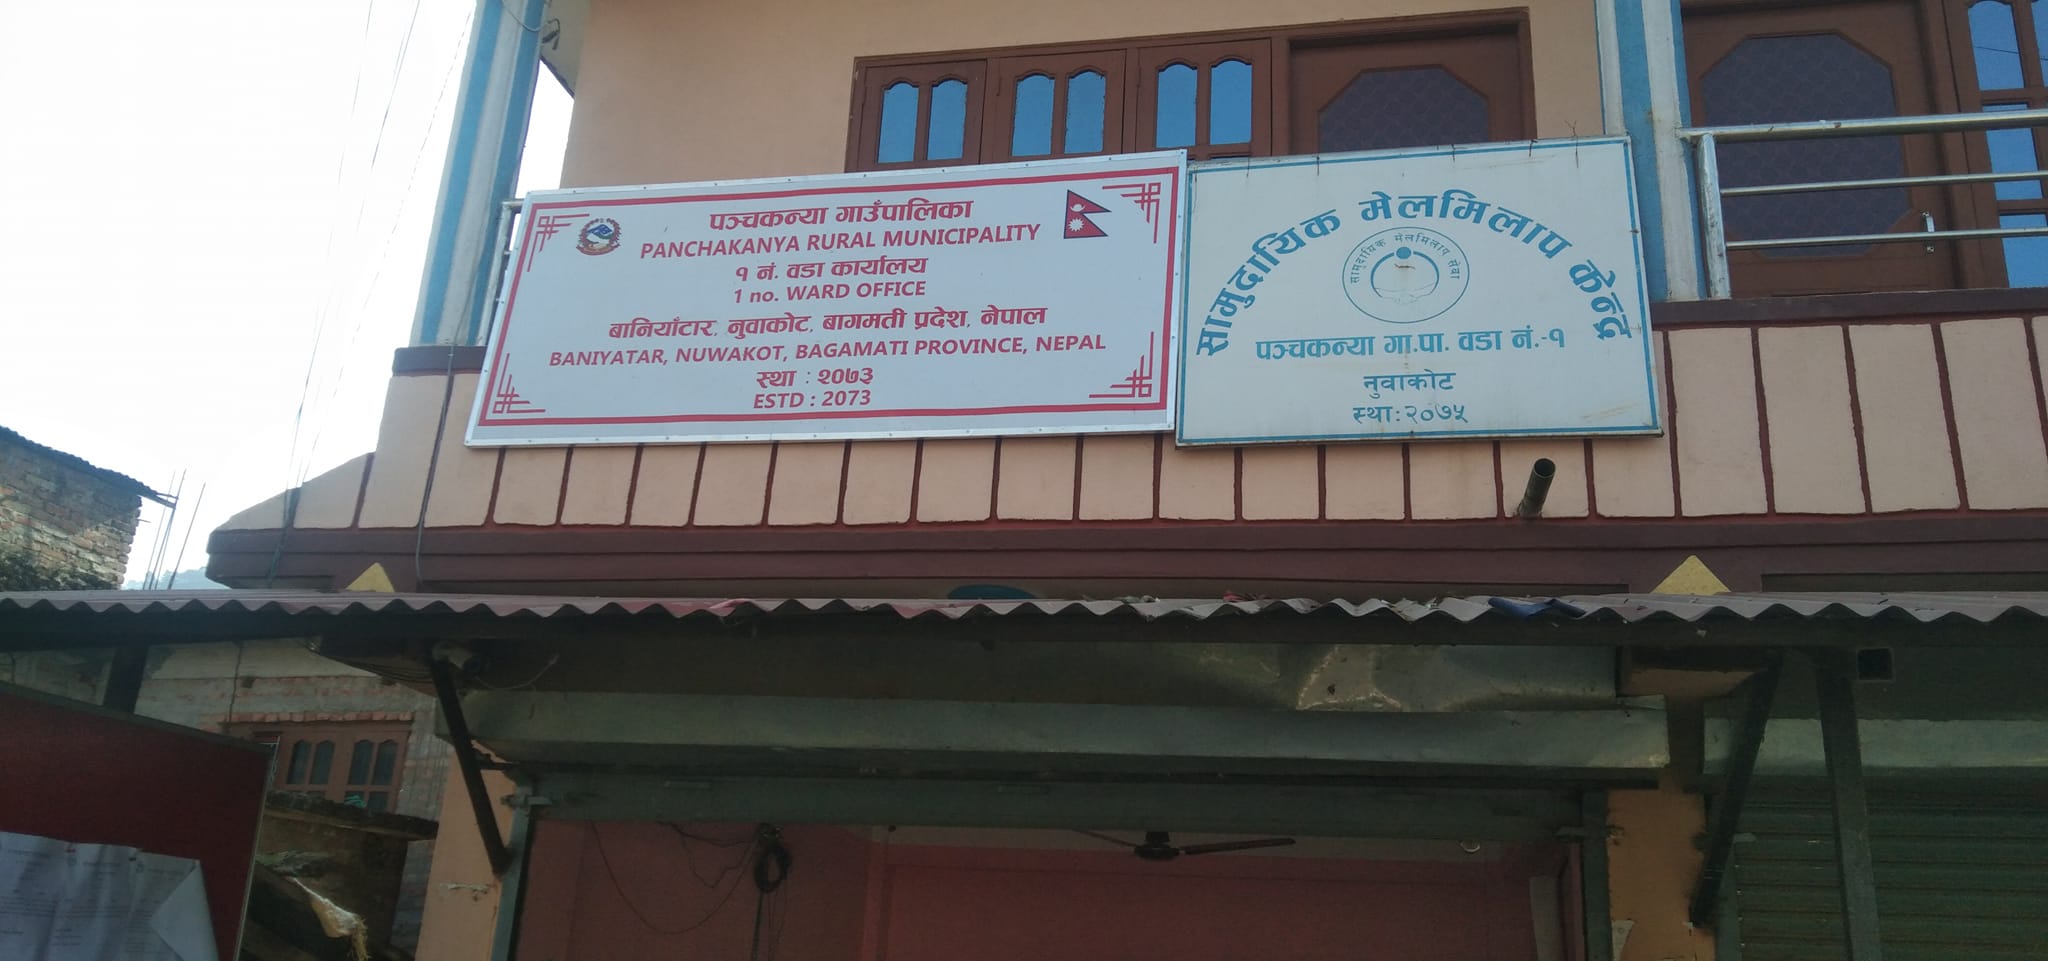 पञ्चकन्या गाउँपालिका
PANCHAKANYA RURAL MUNICIPALITY
१ नं. वडा कार्यालय
1 no. WARD OFFICE
बानियाँटार, नुवाकोट, बागमती प्रदेश, नेपाल
BANIYATAR, NUWAKOT, BAGAMATI PROVINCE, NEPAL
स्था : २०७३
ESTD : 2073
सामुदायिक मेलमिलाप केन्द्र
सामुदायिक मेलमिलाप सेवा
पञ्चकन्या गा.पा. वडा नं.-१
नुवाकोट
स्था: २०७५